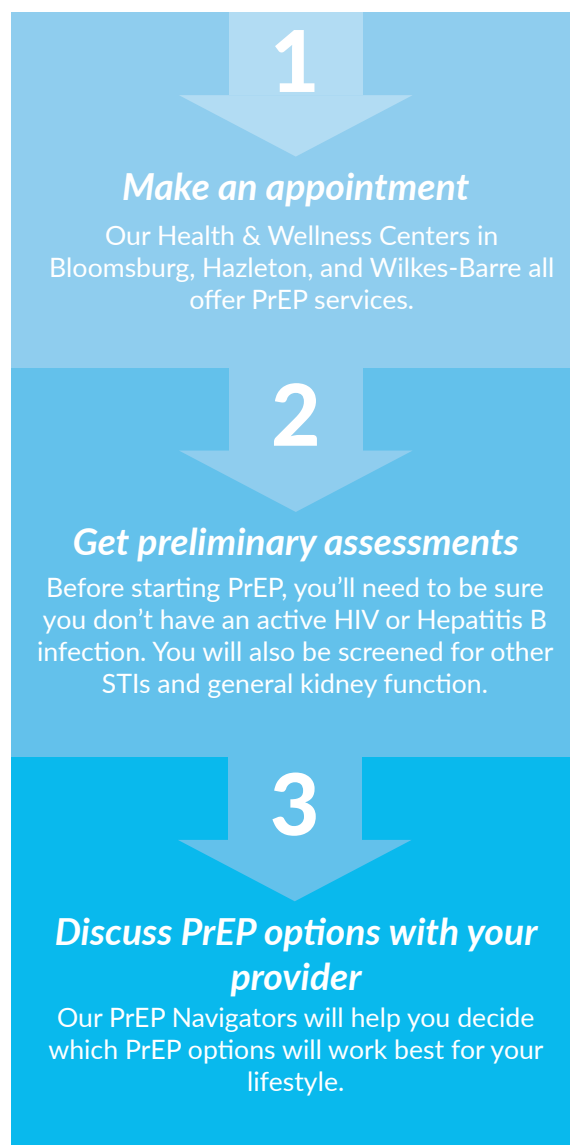 1
Make an appointment
Our Health & Wellness Centers in
Bloomsburg, Hazleton, and Wilkes-Barre all
offer PrEP services.
2
Get preliminary assessments
Before starting PrEP, you’ll need to be sure
you don’t have an active HIV or Hepatitis B
infection. You will also be screened for other
STIs and general kidney function.
3
Discuss PrEP options with your
provider
Our PrEP Navigators will help you decide
which PrEP options will work best for your
lifestyle.